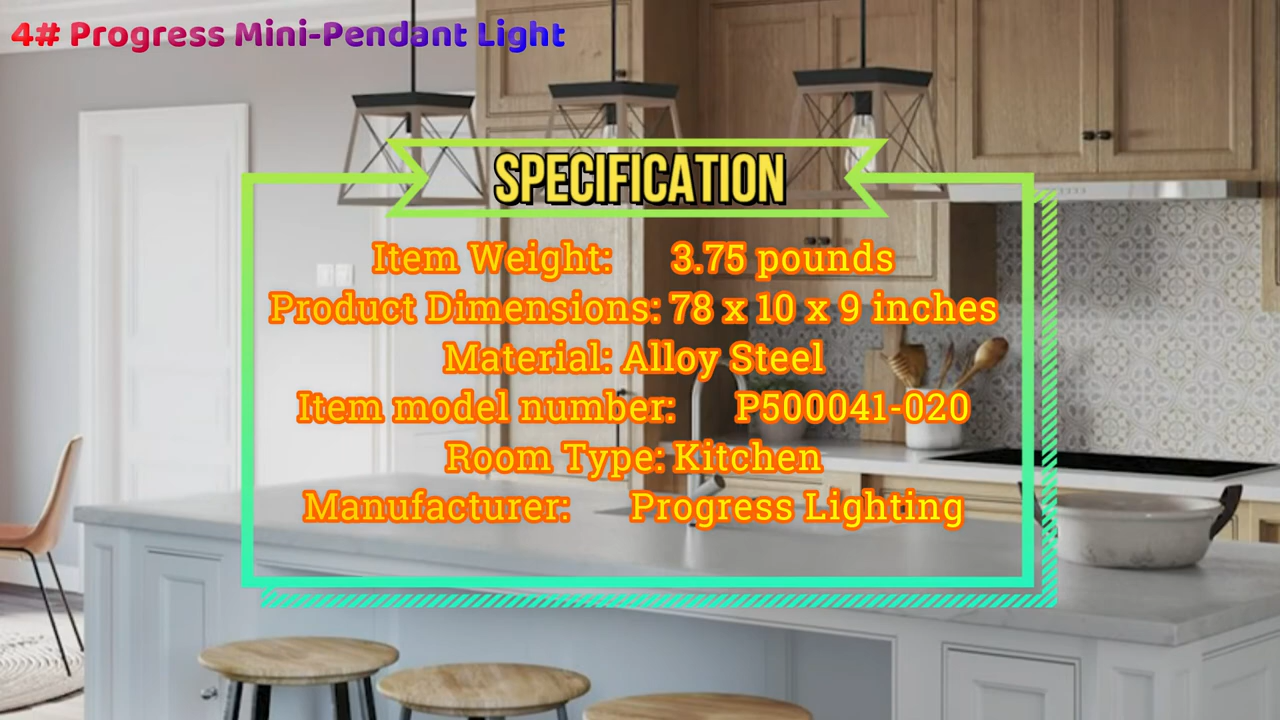 4# Progress Mini-Pendant Light
SPECIFICATION
Item Weight: 3.75 pounds
Product Dimensions: 78 x 10 x 9 inches
Material: Alloy Steel
Item model number: P500041-020
Room Type: Kitchen
Manufacturer: Progress Lighting